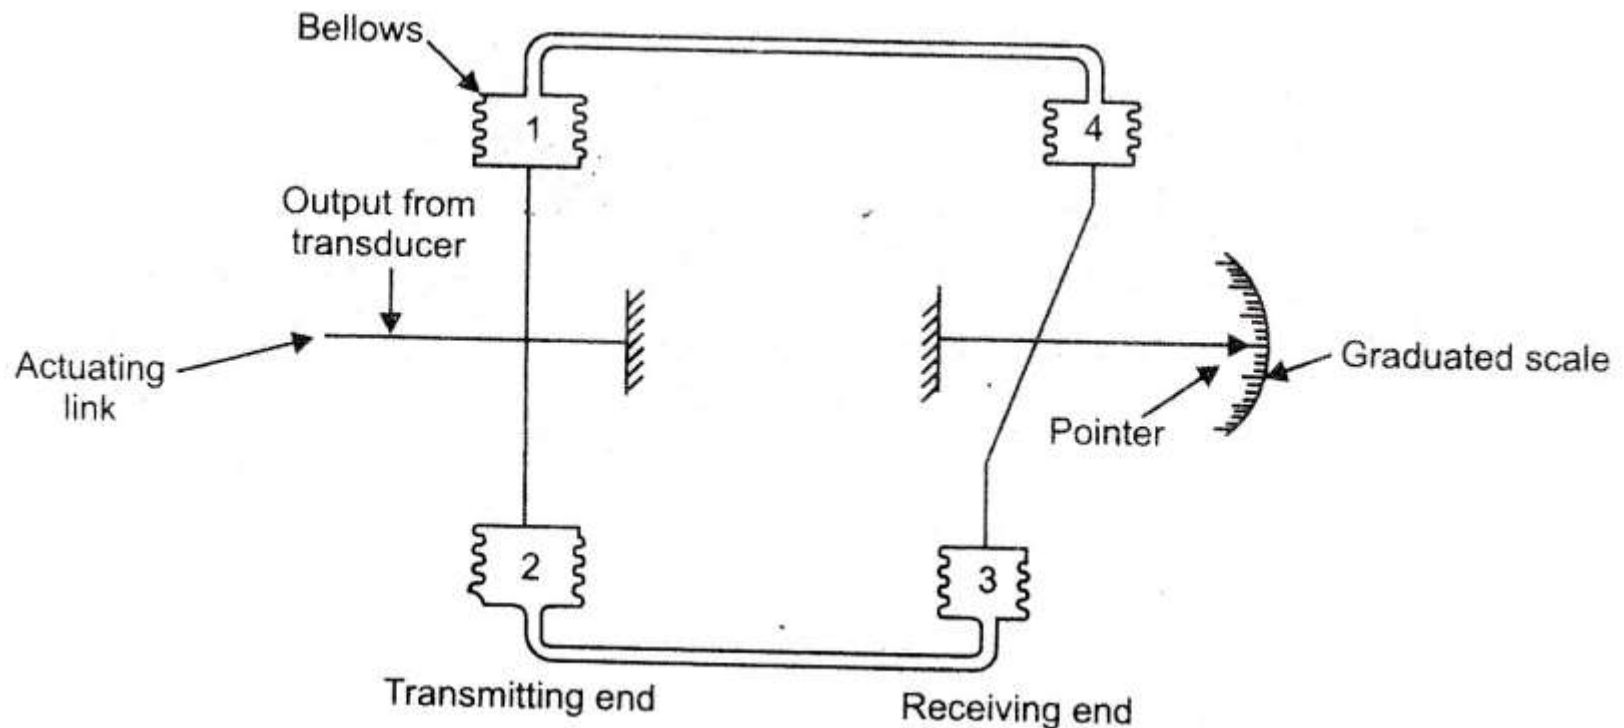 Bellows
1
4
Output from
transducer
Actuating
link
Graduated scale
Pointer
2
3
Transmitting end
Receiving end